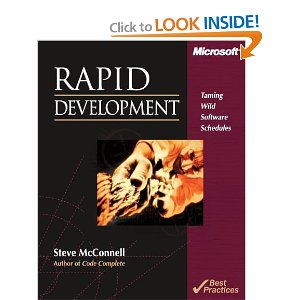 Click to LOOK INSIDE!
Microsoft
RAPID
DEVELOPMENT
Taming
Wild
Software
Schedules
Steve McConnell
Author of Code Complete
Best
Practices